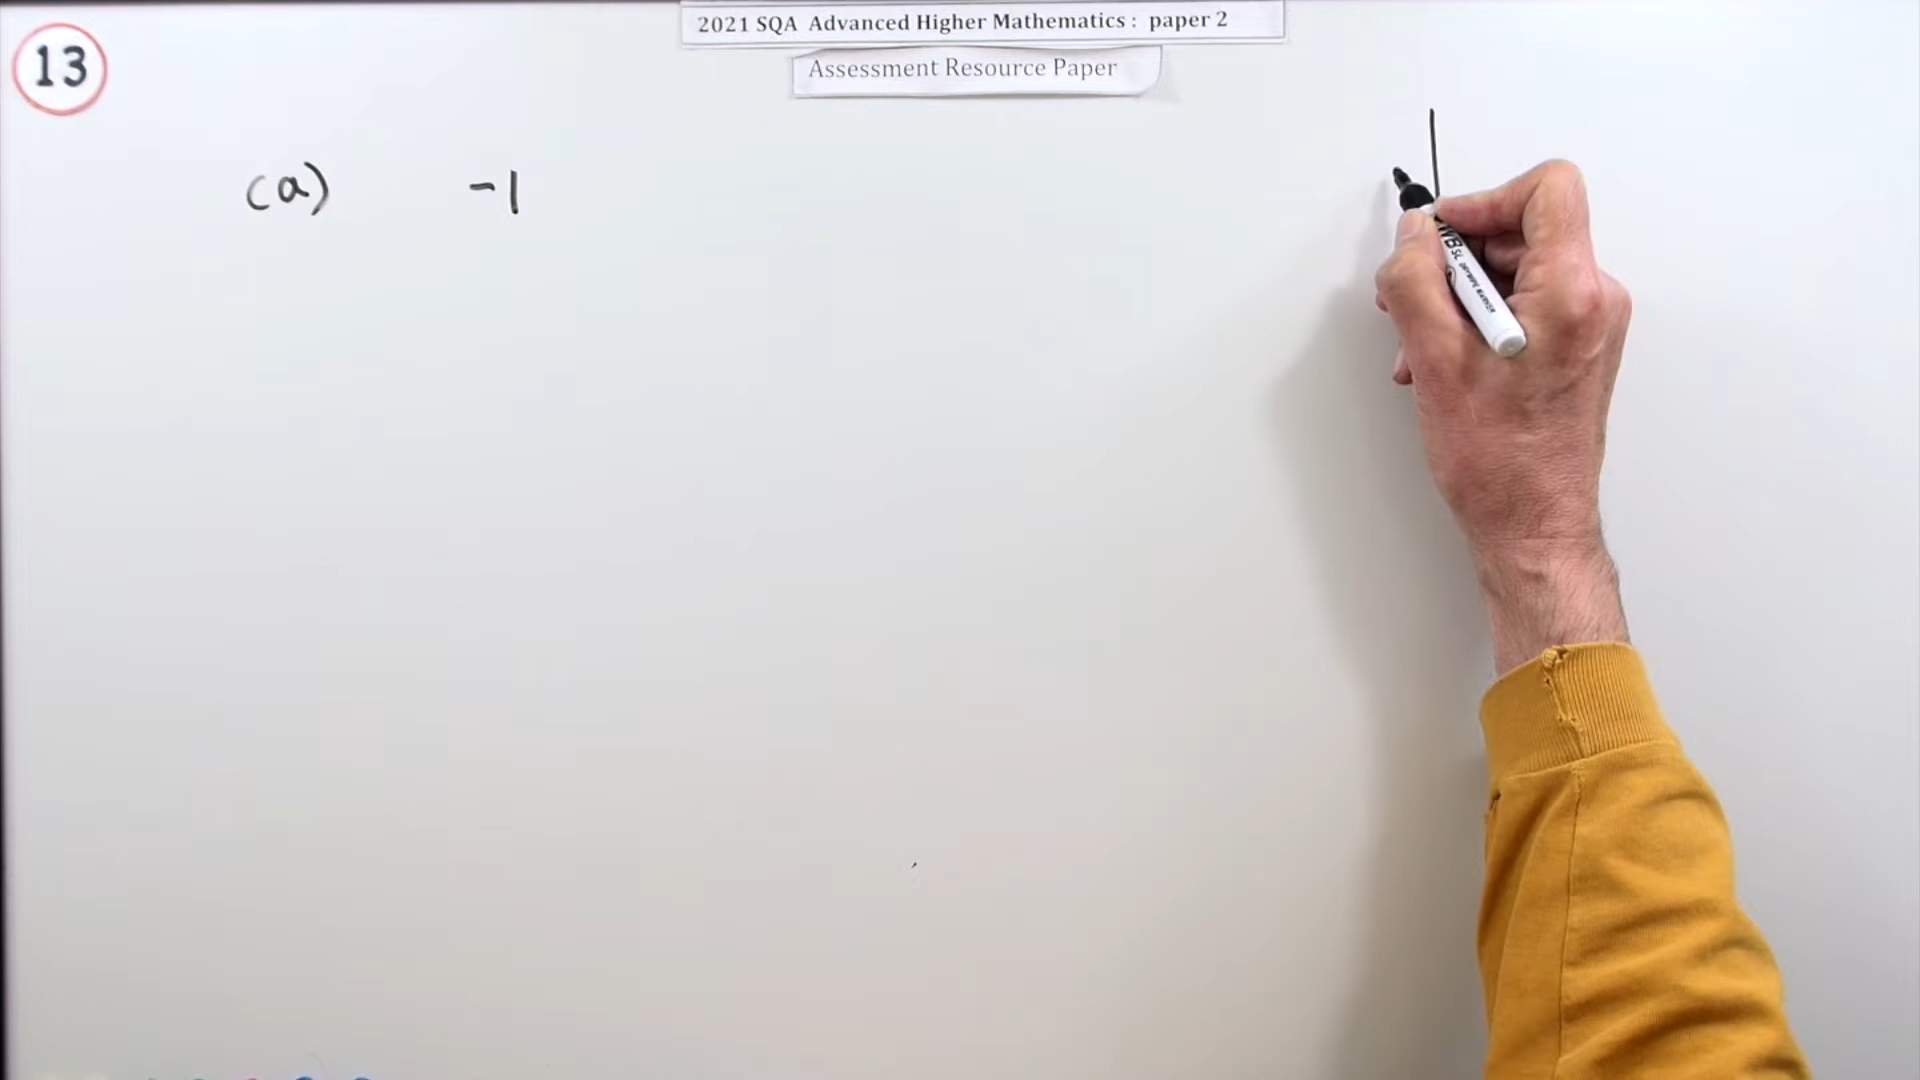 2021 SQA Advanced Higher Mathematics : paper 2
Assessment Resource Paper
13
(a) -1